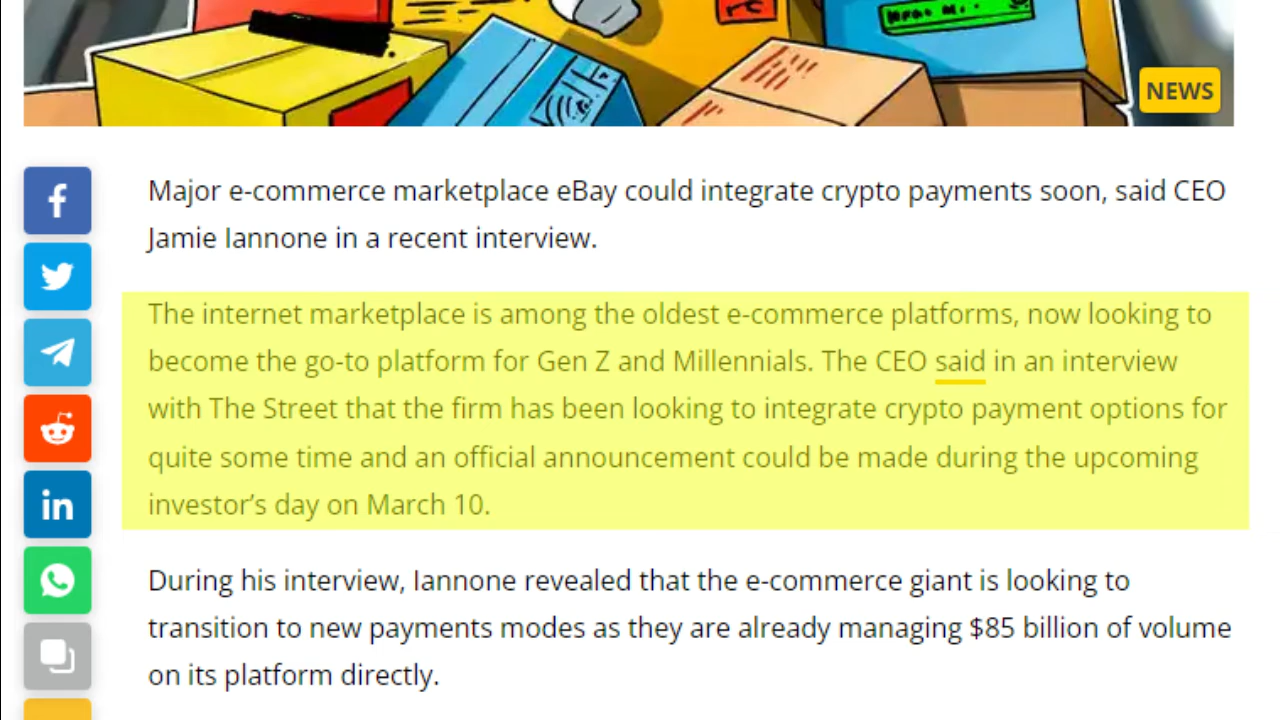 NEWS
Major e-commerce marketplace eBay could integrate crypto payments soon, said CEO
Jamie Iannone in a recent interview.
The internet marketplace is among the oldest e-commerce platforms, now looking to
become the go-to platform for Gen Z and Millennials. The CEO said in an interview
with The Street that the firm has been looking to integrate crypto payment options for
quite some time and an official announcement could be made during the upcoming
investor’s day on March 10.
During his interview, Iannone revealed that the e-commerce giant is looking to
transition to new payments modes as they are already managing $85 billion of volume
on its platform directly.